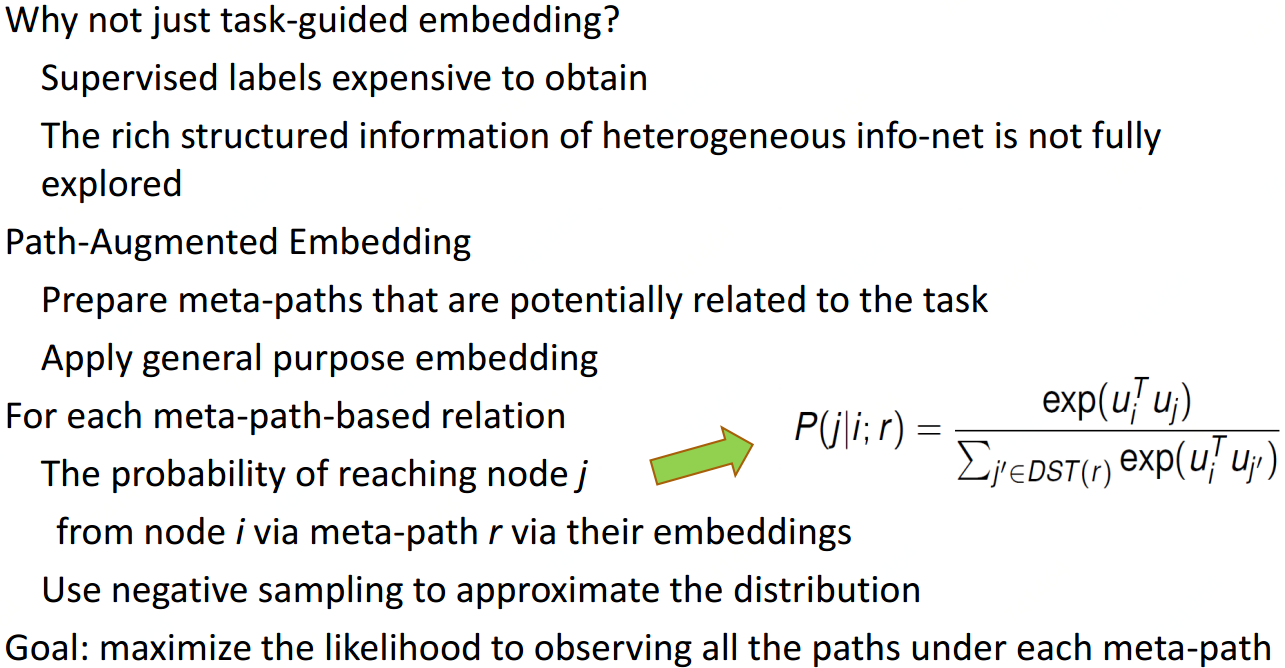 Why not just task-guided embedding?
Supervised labels expensive to obtain
The rich structured information of heterogeneous info-net is not fully
explored
Path-Augmented Embedding
Prepare meta-paths that are potentially related to the task
Apply general purpose embedding
For each meta-path-based relation
The probability of reaching node j
from node i via meta-path r via their embeddings
P(j|i; r) = exp(u_i^T u_j) / ∑_{j'∈DST(r)} exp(u_i^T u_{j'})
Use negative sampling to approximate the distribution
Goal: maximize the likelihood to observing all the paths under each meta-path